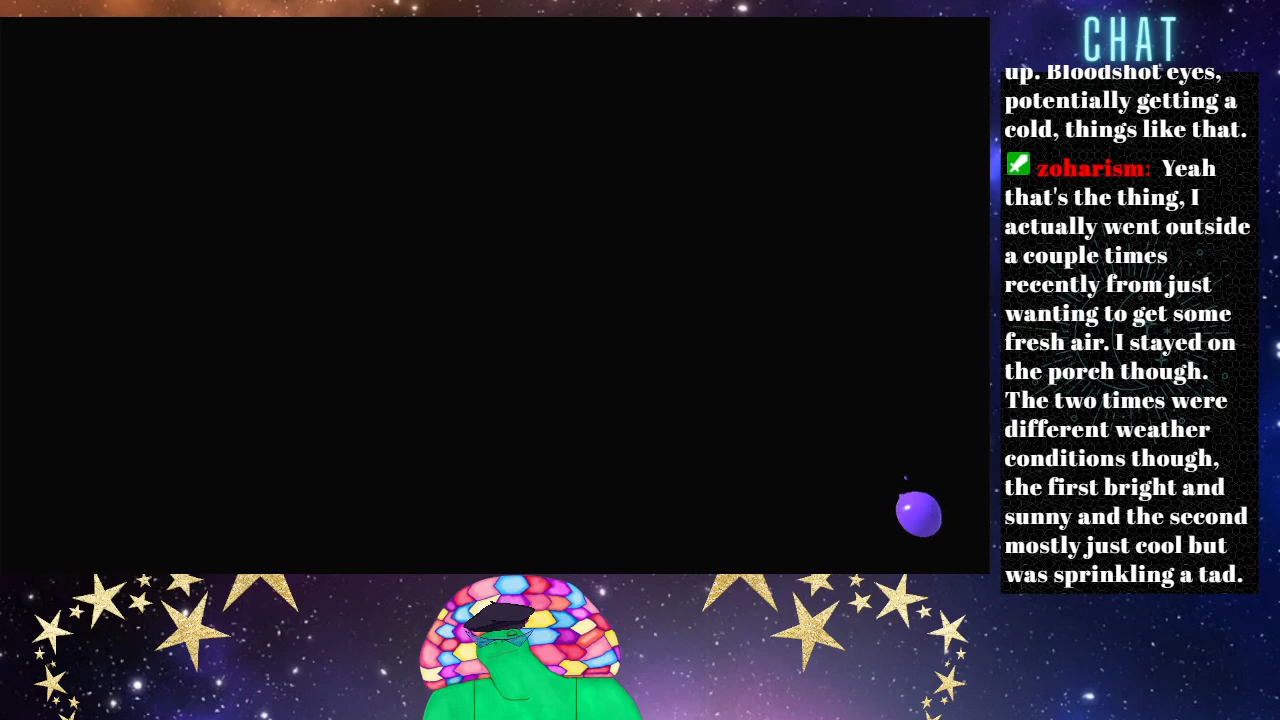 CHAT
up. Bloodshot eyes,
potentially getting a
cold, things like that.
zoharism: Yeah
that's the thing, I
actually went outside
a couple times
recently from just
wanting to get some
fresh air. I stayed on
the porch though.
The two times were
different weather
conditions though,
the first bright and
sunny and the second
mostly just cool but
was sprinkling a tad.